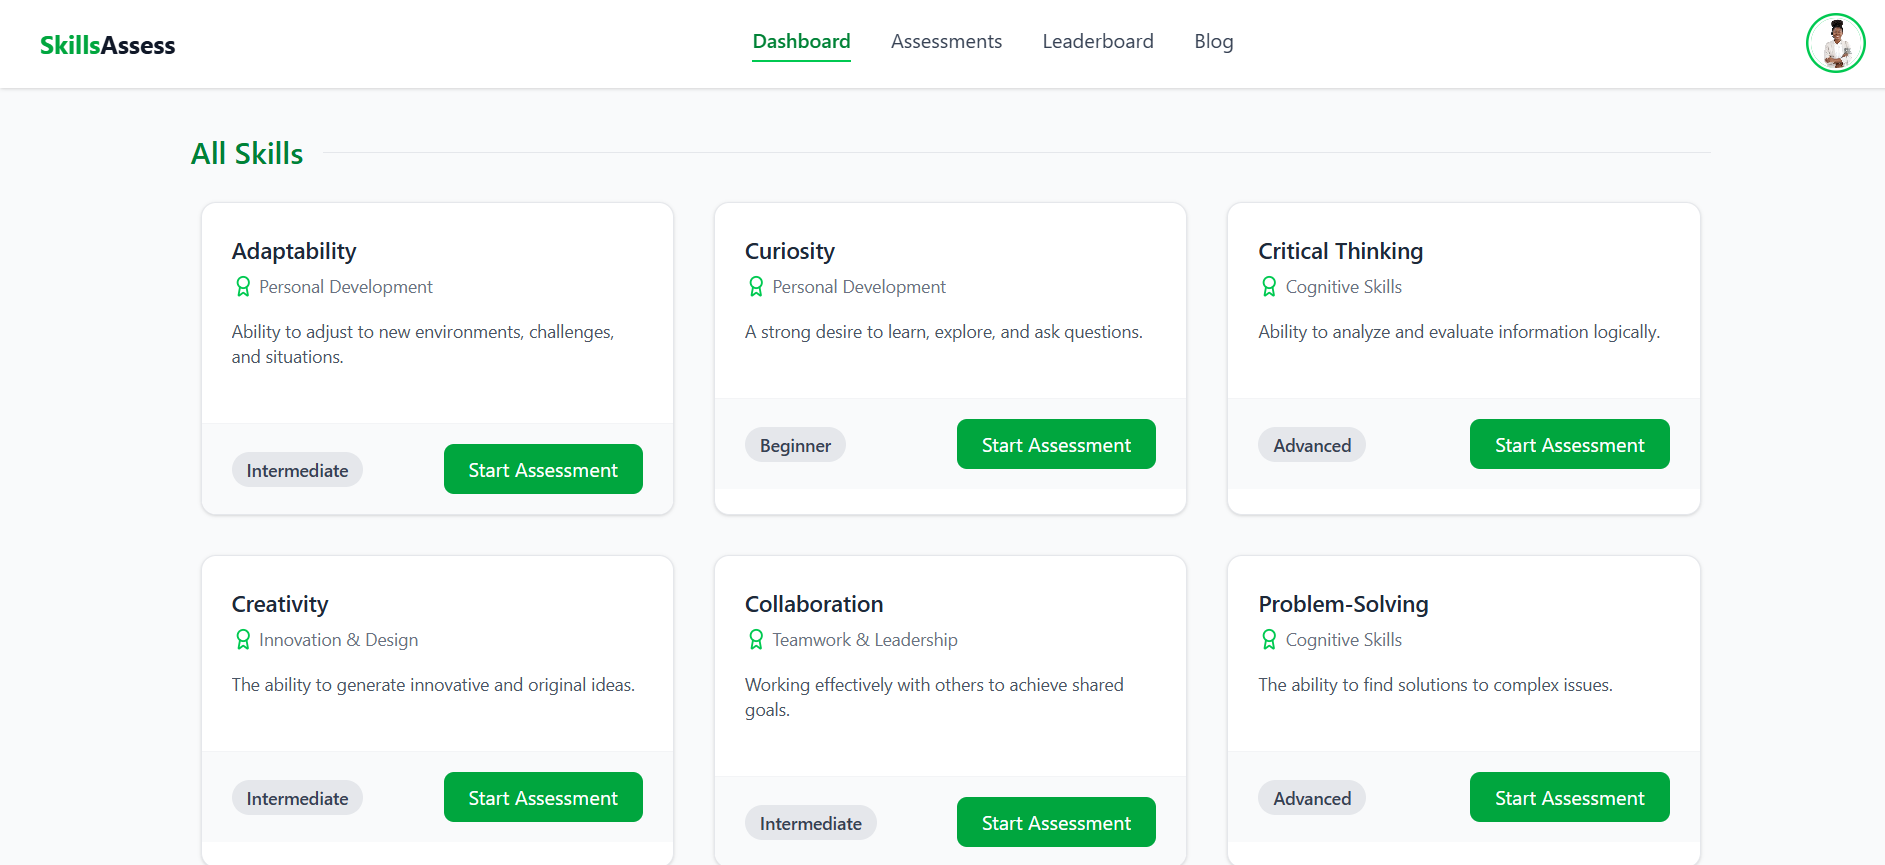 SkillsAssess
Dashboard
Assessments
Leaderboard
Blog
All Skills
Adaptability
Personal Development
Ability to adjust to new environments, challenges,
and situations.
Intermediate
Start Assessment
Curiosity
Personal Development
A strong desire to learn, explore, and ask questions.
Beginner
Start Assessment
Critical Thinking
Cognitive Skills
Ability to analyze and evaluate information logically.
Advanced
Start Assessment
Creativity
Innovation & Design
The ability to generate innovative and original ideas.
Intermediate
Start Assessment
Collaboration
Teamwork & Leadership
Working effectively with others to achieve shared
goals.
Intermediate
Start Assessment
Problem-Solving
Cognitive Skills
The ability to find solutions to complex issues.
Advanced
Start Assessment